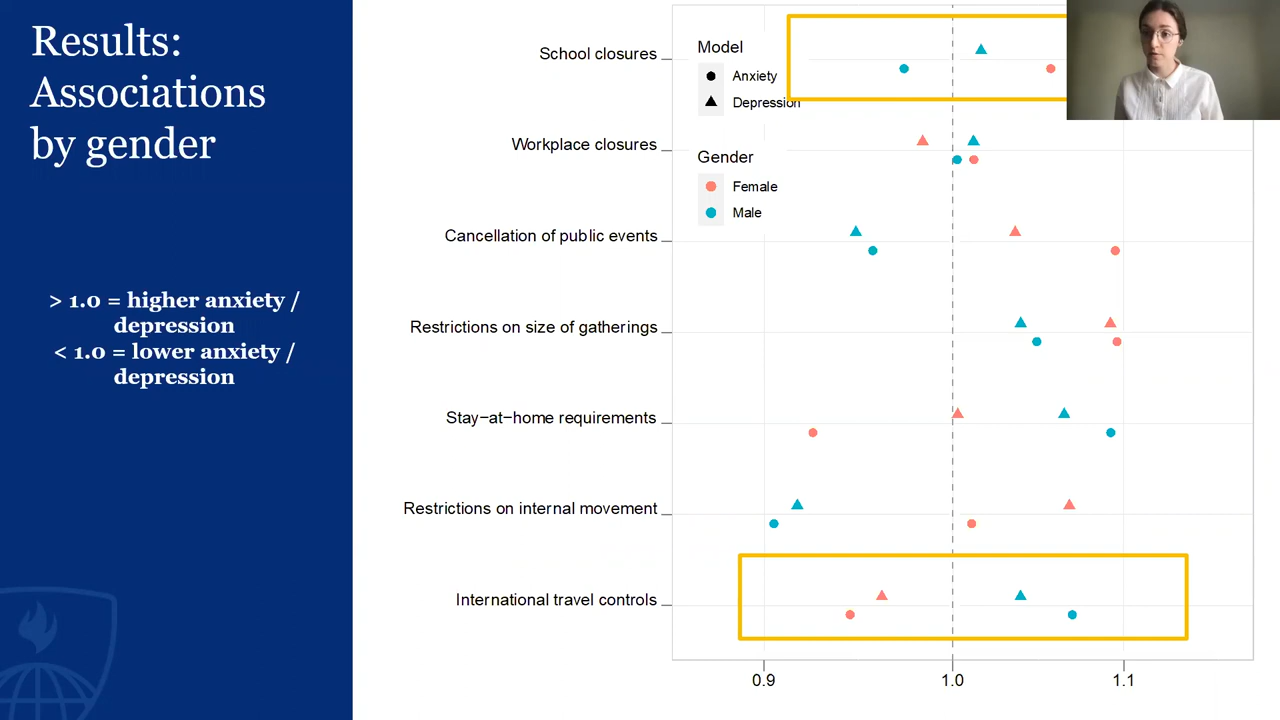 Results:
Associations
by gender
> 1.0 = higher anxiety /
depression
< 1.0 = lower anxiety /
depression
School closures
Workplace closures
Cancellation of public events
Restrictions on size of gatherings
Stay−at−home requirements
Restrictions on internal movement
International travel controls
Model
Anxiety
Depression
Gender
Female
Male
0.9
1.0
1.1